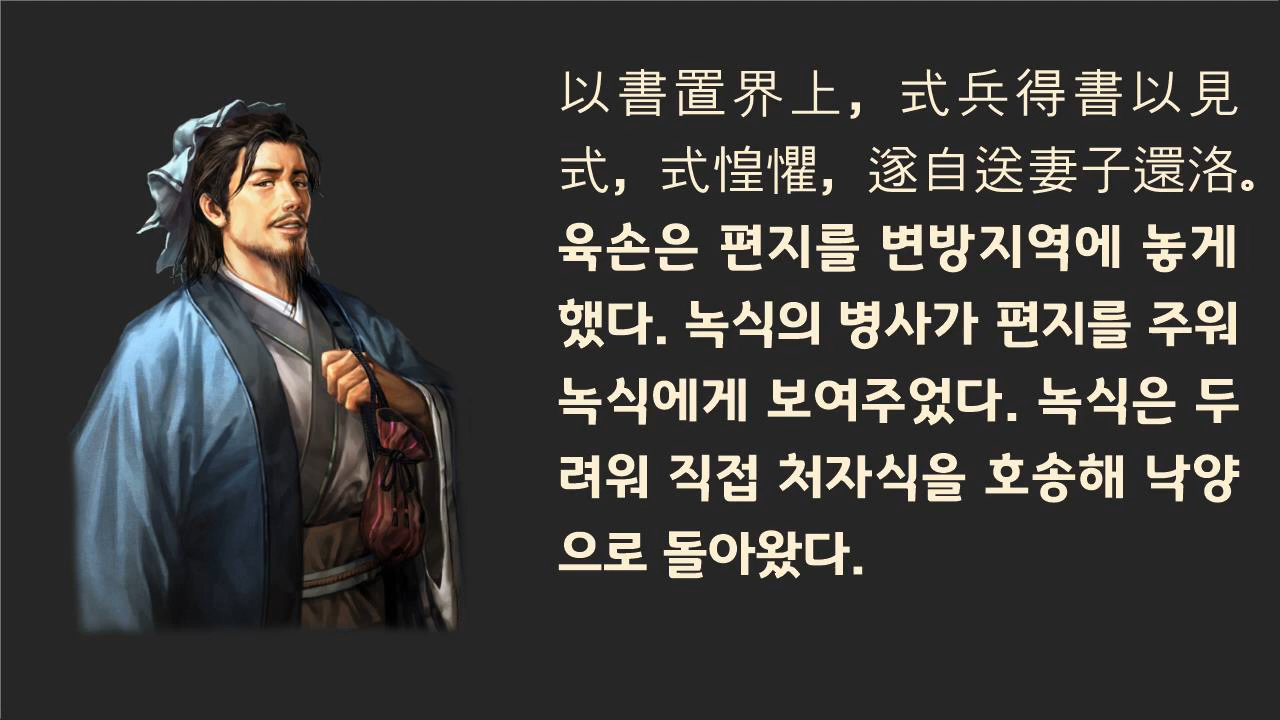 以書置界上，式兵得書以見
式，式惶懼，遂自送妻子還洛。
육손은 편지를 변방지역에 놓게
했다. 녹식의 병사가 편지를 주워
녹식에게 보여주었다. 녹식은 두
려워 직접 처자식을 호송해 낙양
으로 돌아왔다.